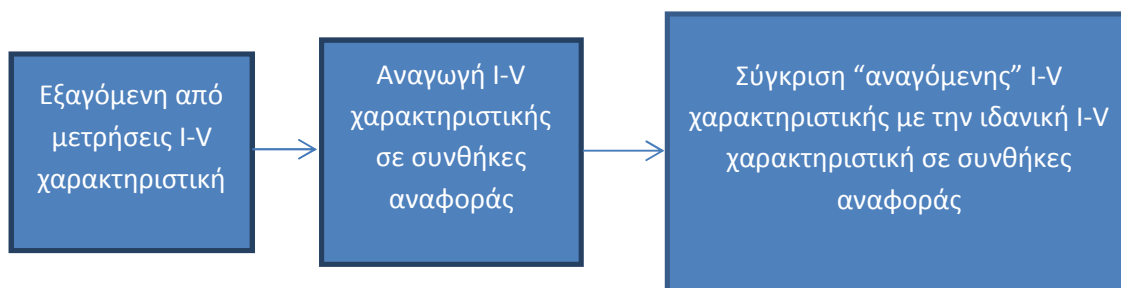 Εξαγόμενη από
μετρήσεις I-V
χαρακτηριστική
Αναγωγή I-V
χαρακτηριστικής
σε συνθήκες
αναφοράς
Σύγκριση “αναγόμενης” I-V
χαρακτηριστικής με την ιδανική I-V
χαρακτηριστική σε συνθήκες
αναφοράς